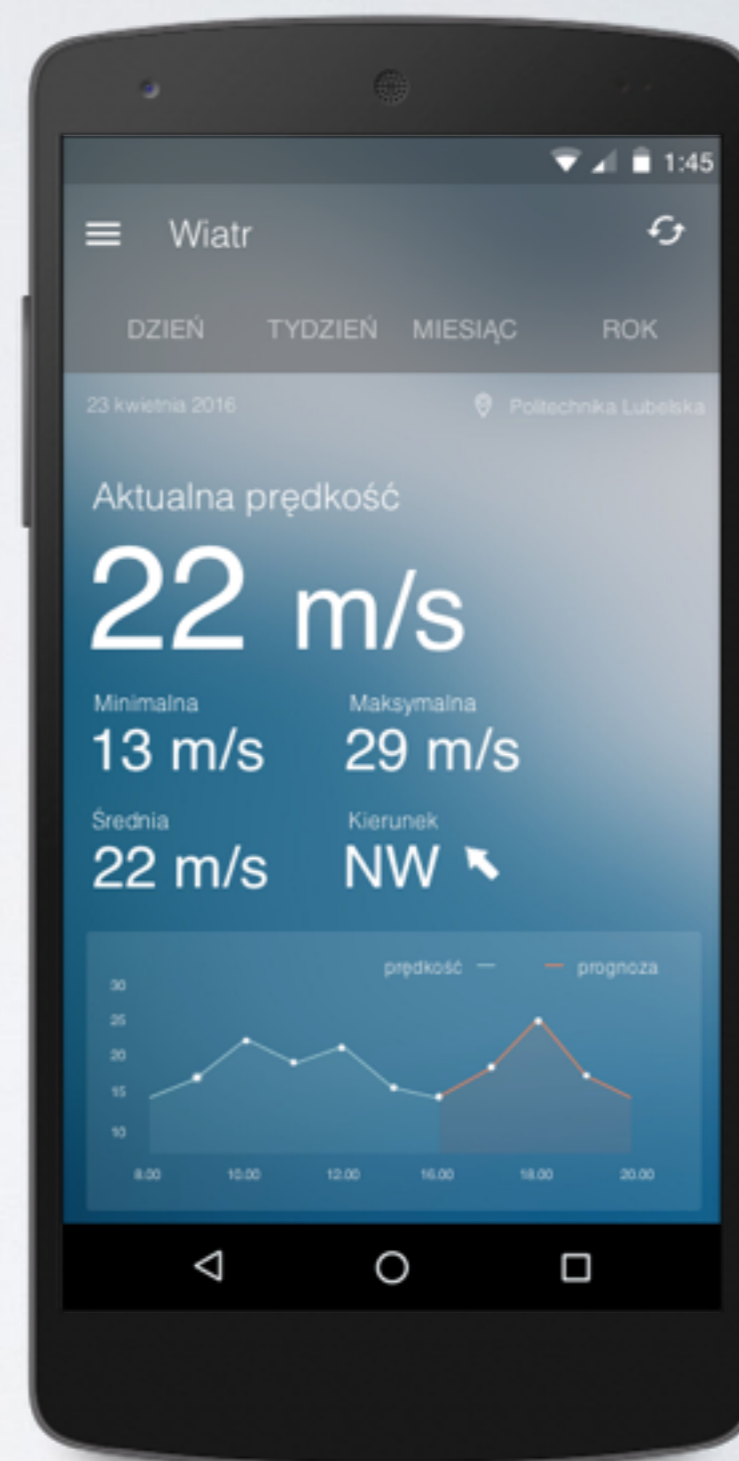 1:45
Wiatr
DZIEŃ TYDZIEŃ MIESIĄC ROK
23 kwietnia 2016 Politechnika Lubelska
Aktualna prędkość
22 m/s
Minimalna Maksymalna
13 m/s 29 m/s
Średnia Kierunek
22 m/s NW
prędkość prognoza
30
25
20
15
10
8.00 10.00 12.00 16.00 18.00 20.00